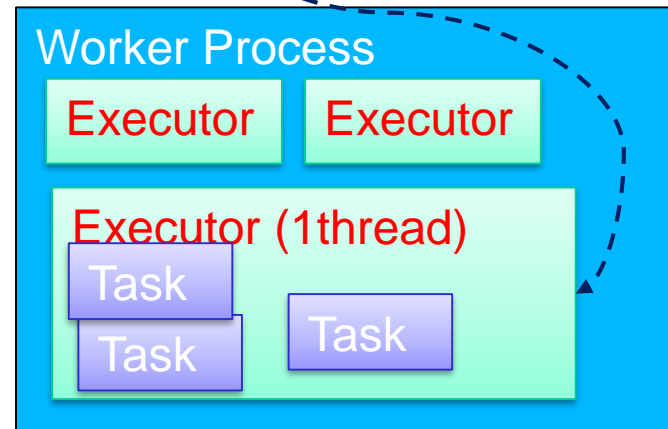 Worker Process
Executor Executor
Executor (1thread)
Task
Task
Task